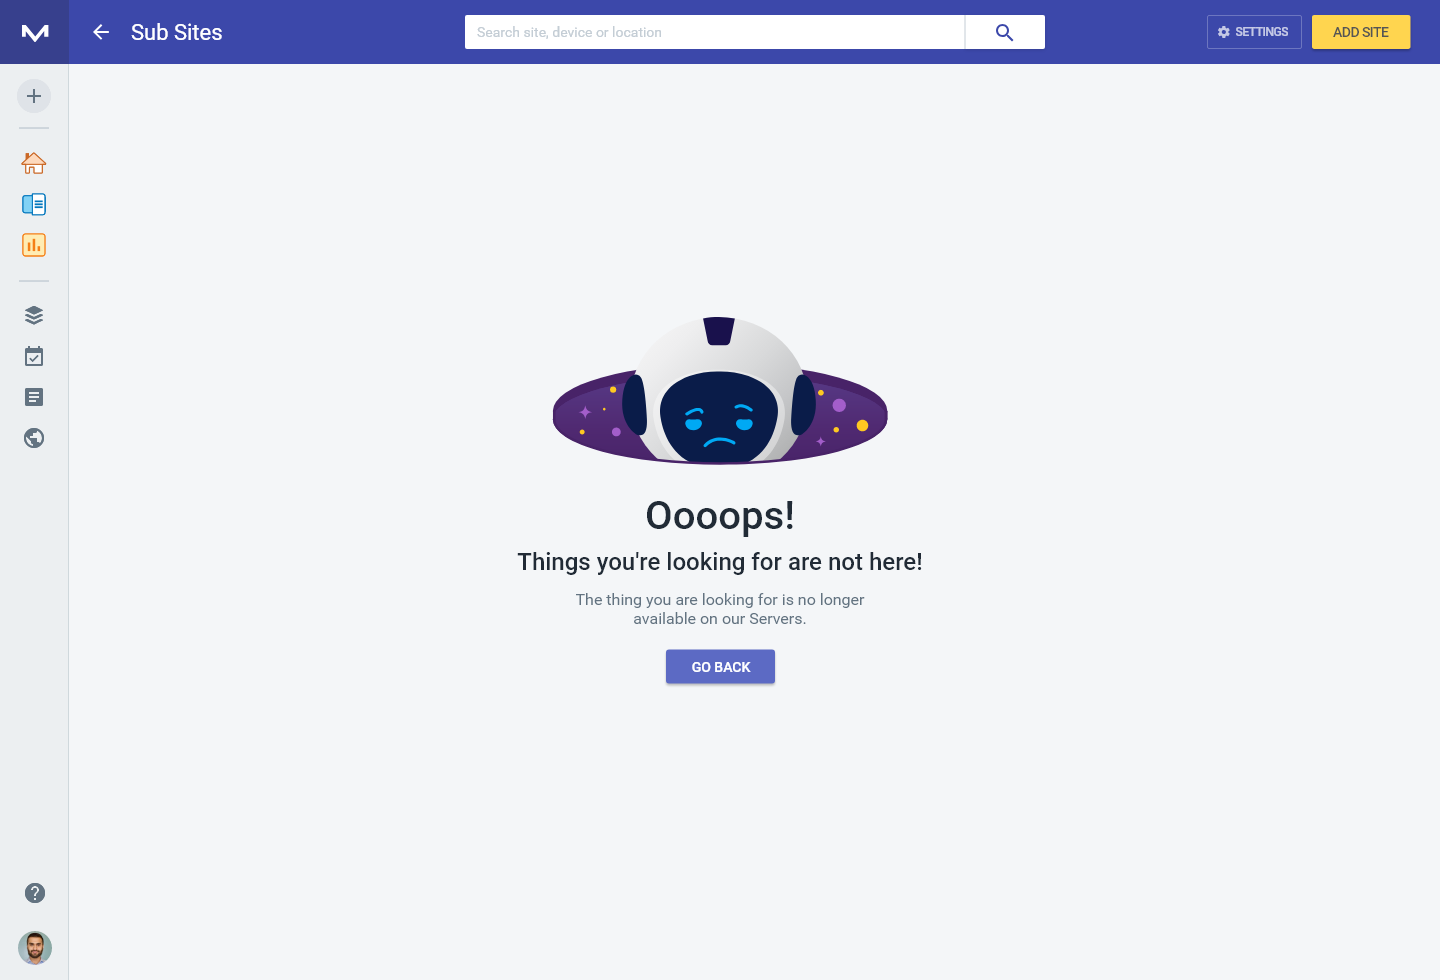 Sub Sites
Search site, device or location
SETTINGS
ADD SITE
Oooops!
Things you're looking for are not here!
The thing you are looking for is no longer
available on our Servers.
GO BACK